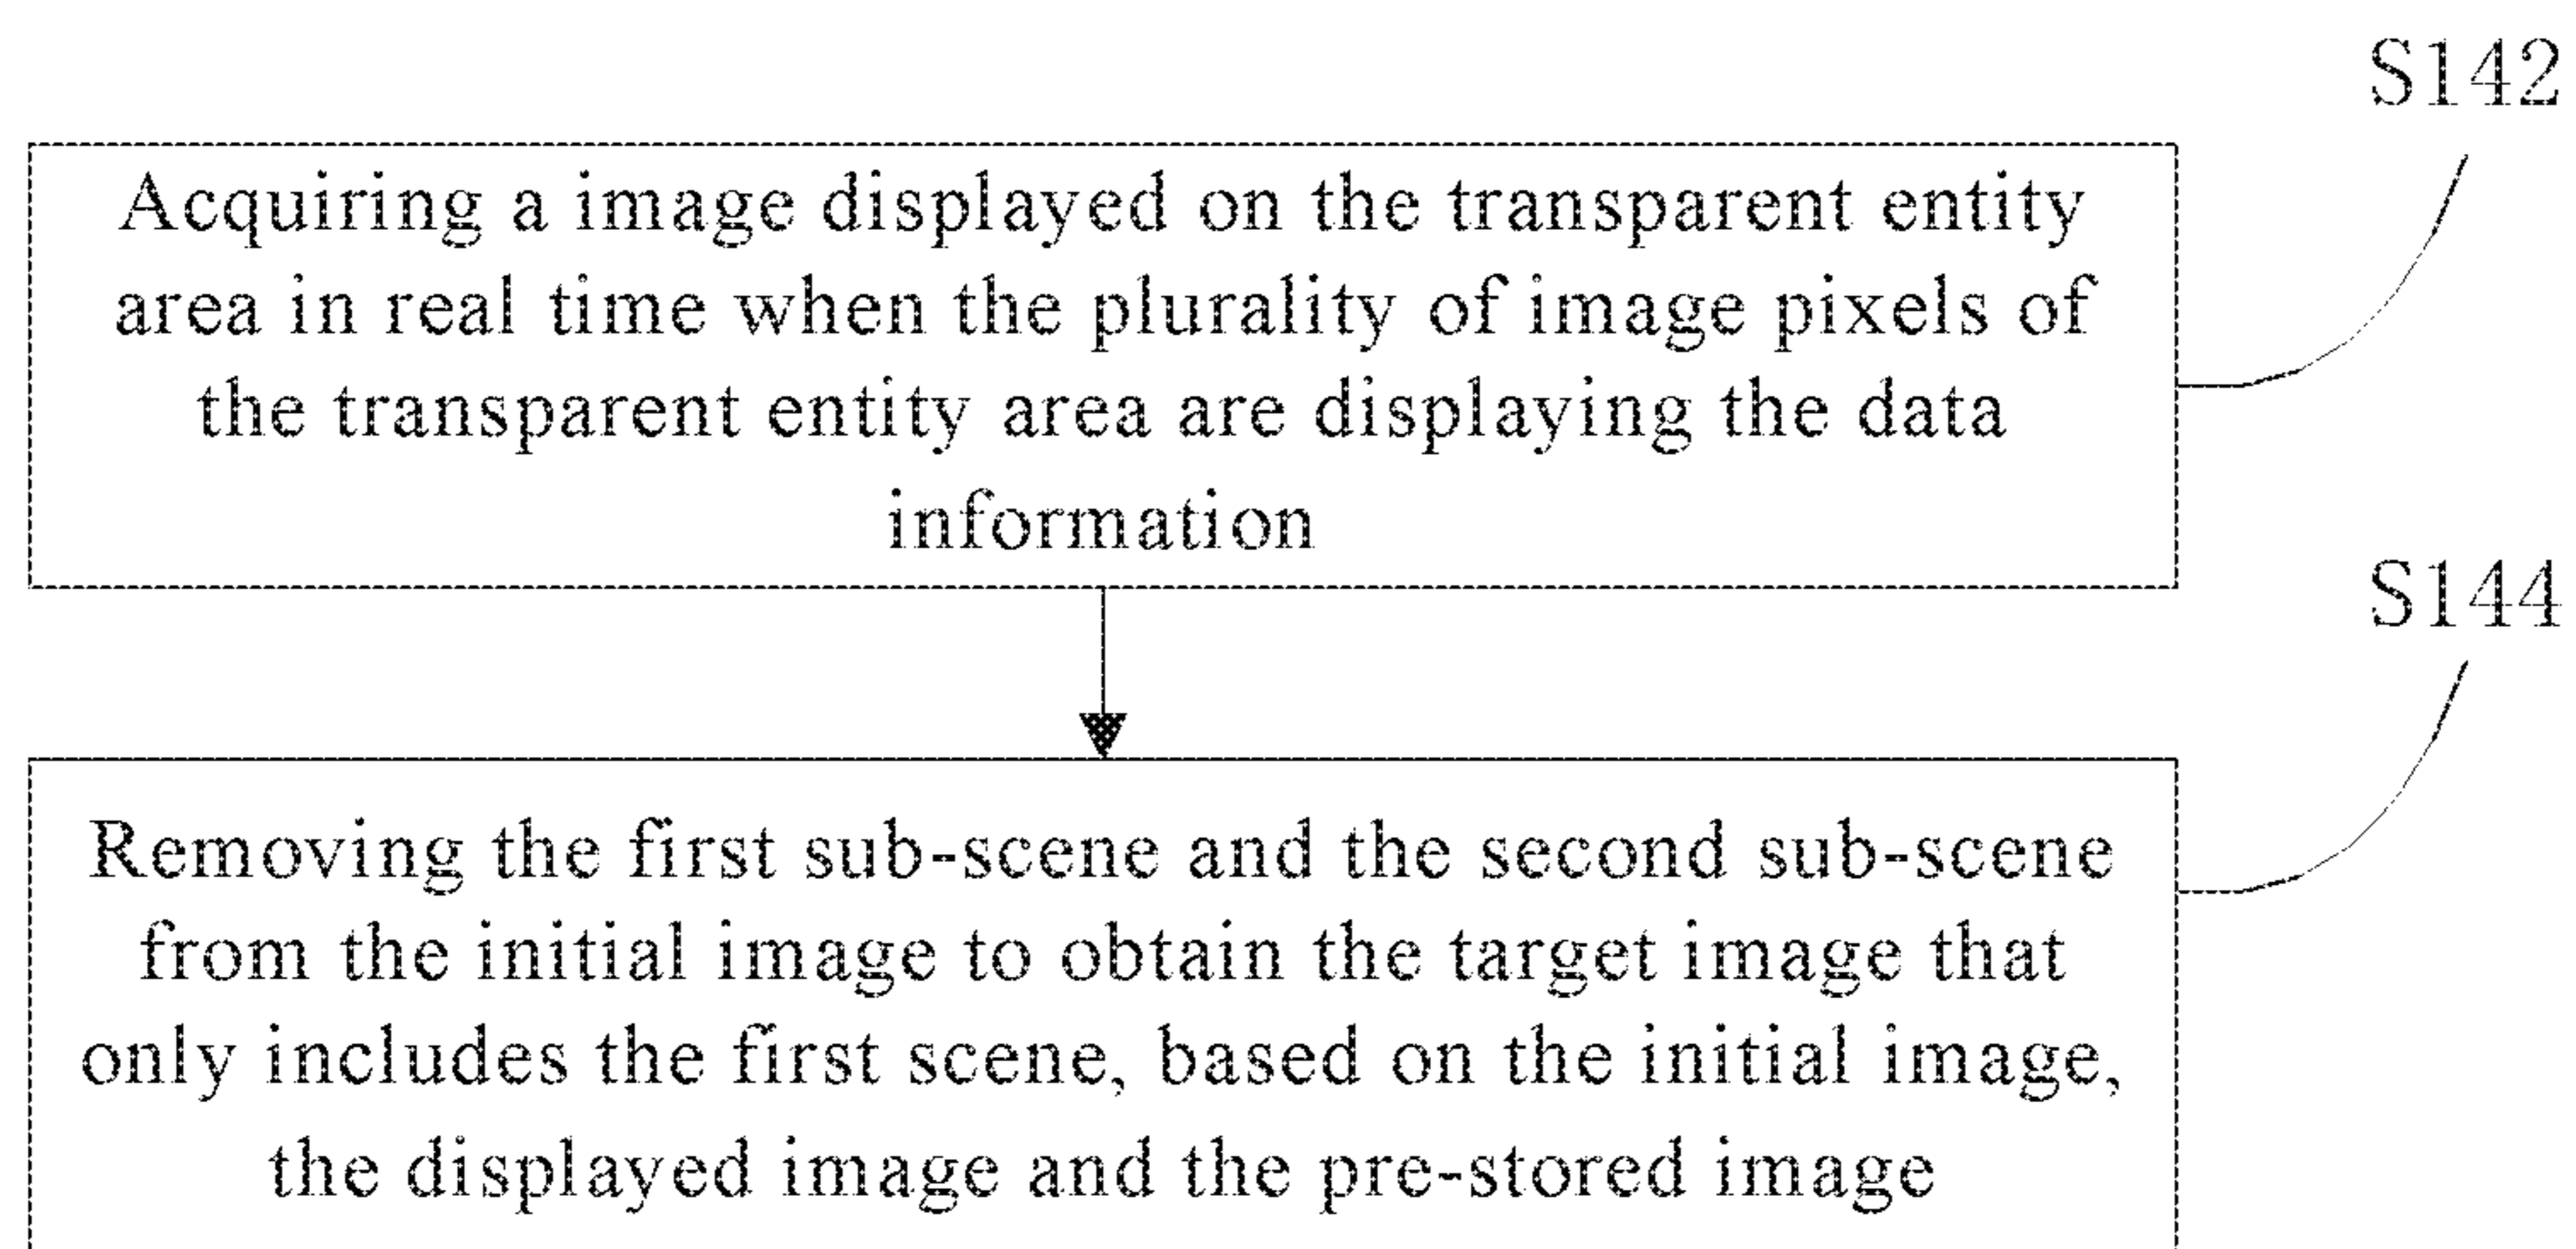 S142
Acquiring a image displayed on the transparent entity
area in real time when the plurality of image pixels of
the transparent entity area are displaying the data
information
S144
Removing the first sub-scene and the second sub-scene
from the initial image to obtain the target image that
only includes the first scene, based on the initial image,
the displayed image and the pre-stored image